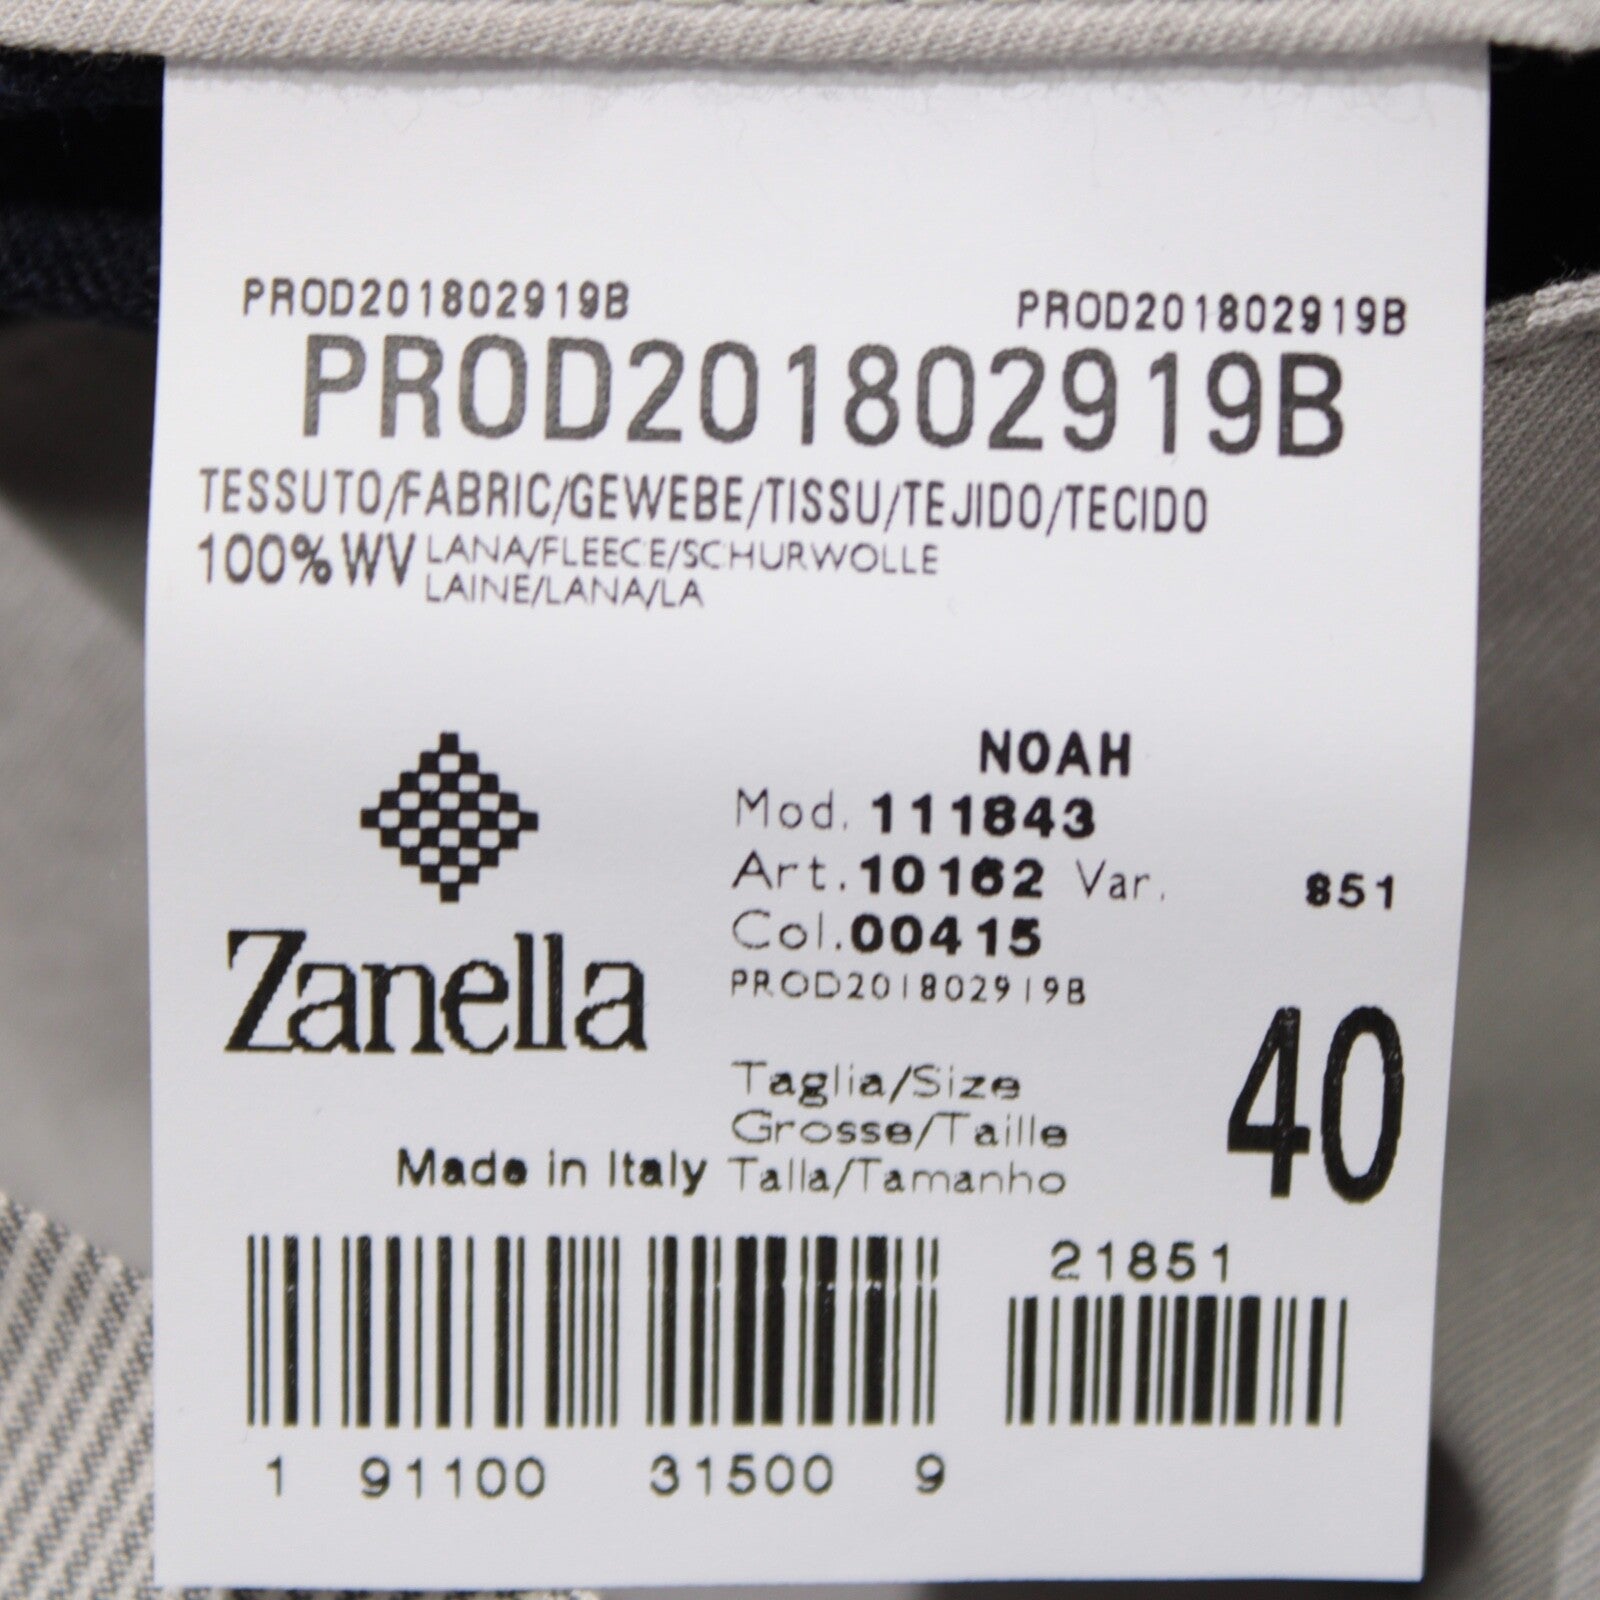 PROD201802919B PROD201802919B
PROD201802919B
TESSUTO/FABRIC/GEWEBE/TISSU/TEJIDO/TECIDO
100% WV LANA/FLEECE/SCHURWOLLE
LAINE/LANA/LA
NOAH
Mod. 111843
Art. 10162 Var. 851
Col. 00415
PROD201802919B
Zanella
Taglia/Size
Grosse/Taille
Talla/Tamanho
40
Made in Italy
21851
1 91100 31500 9